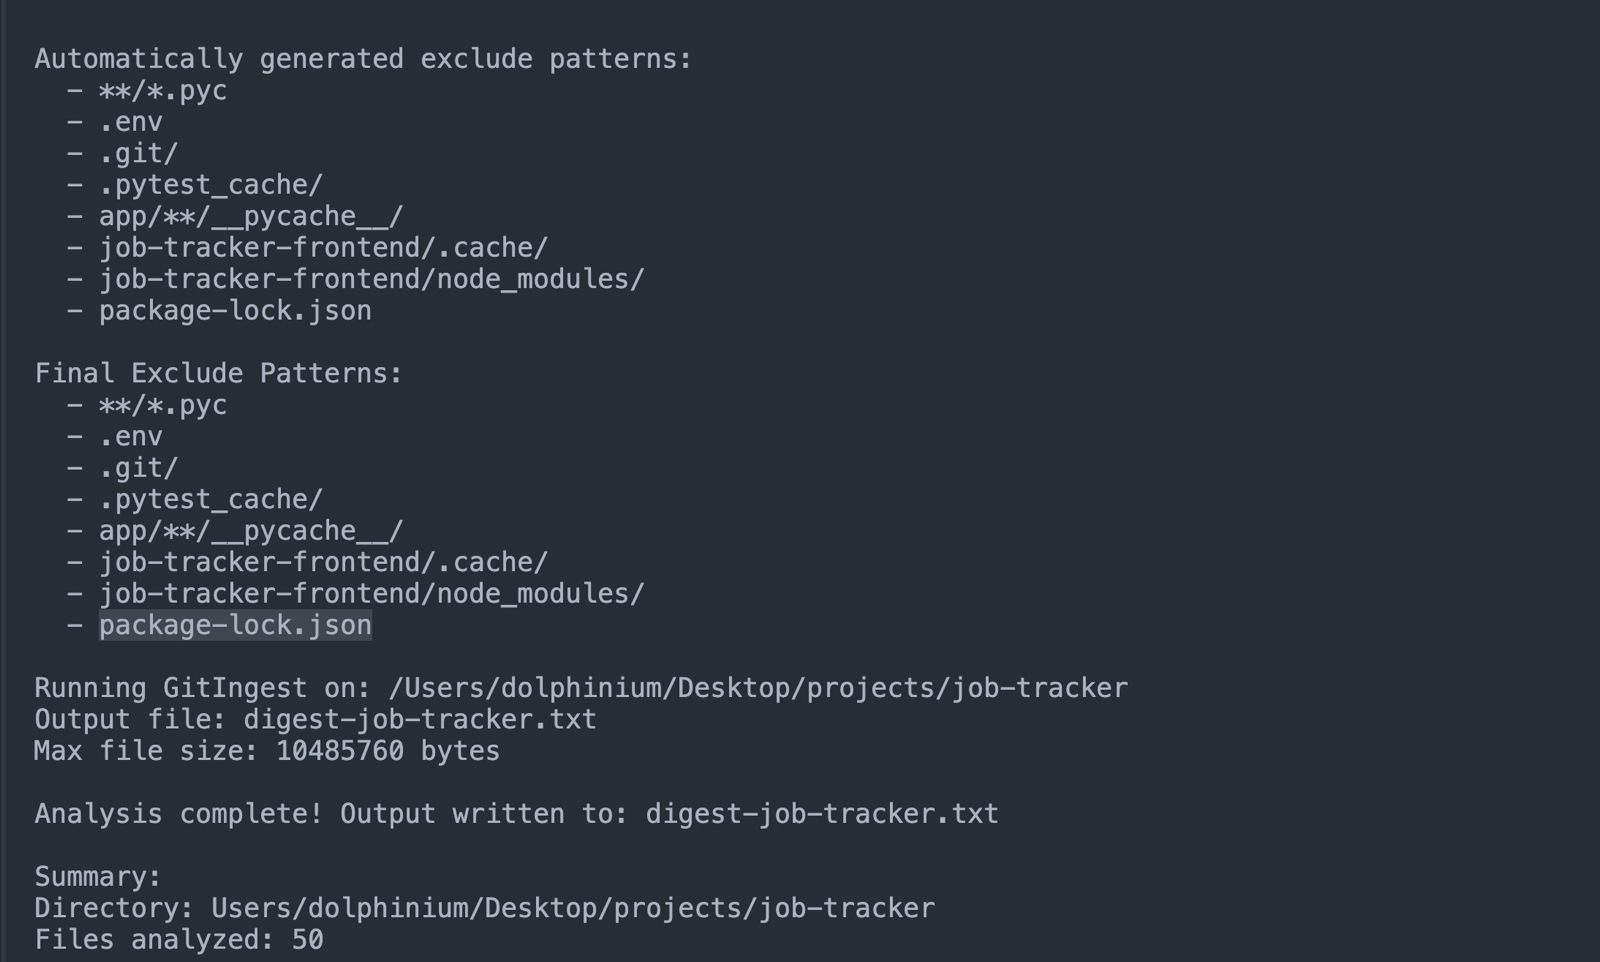 Automatically generated exclude patterns:
- **/*.pyc
- .env
- .git/
- .pytest_cache/
- app/**/__pycache__/
- job-tracker-frontend/.cache/
- job-tracker-frontend/node_modules/
- package-lock.json
Final Exclude Patterns:
- **/*.pyc
- .env
- .git/
- .pytest_cache/
- app/**/__pycache__/
- job-tracker-frontend/.cache/
- job-tracker-frontend/node_modules/
- package-lock.json
Running GitIngest on: /Users/dolphinium/Desktop/projects/job-tracker
Output file: digest-job-tracker.txt
Max file size: 10485760 bytes
Analysis complete! Output written to: digest-job-tracker.txt
Summary:
Directory: Users/dolphinium/Desktop/projects/job-tracker
Files analyzed: 50